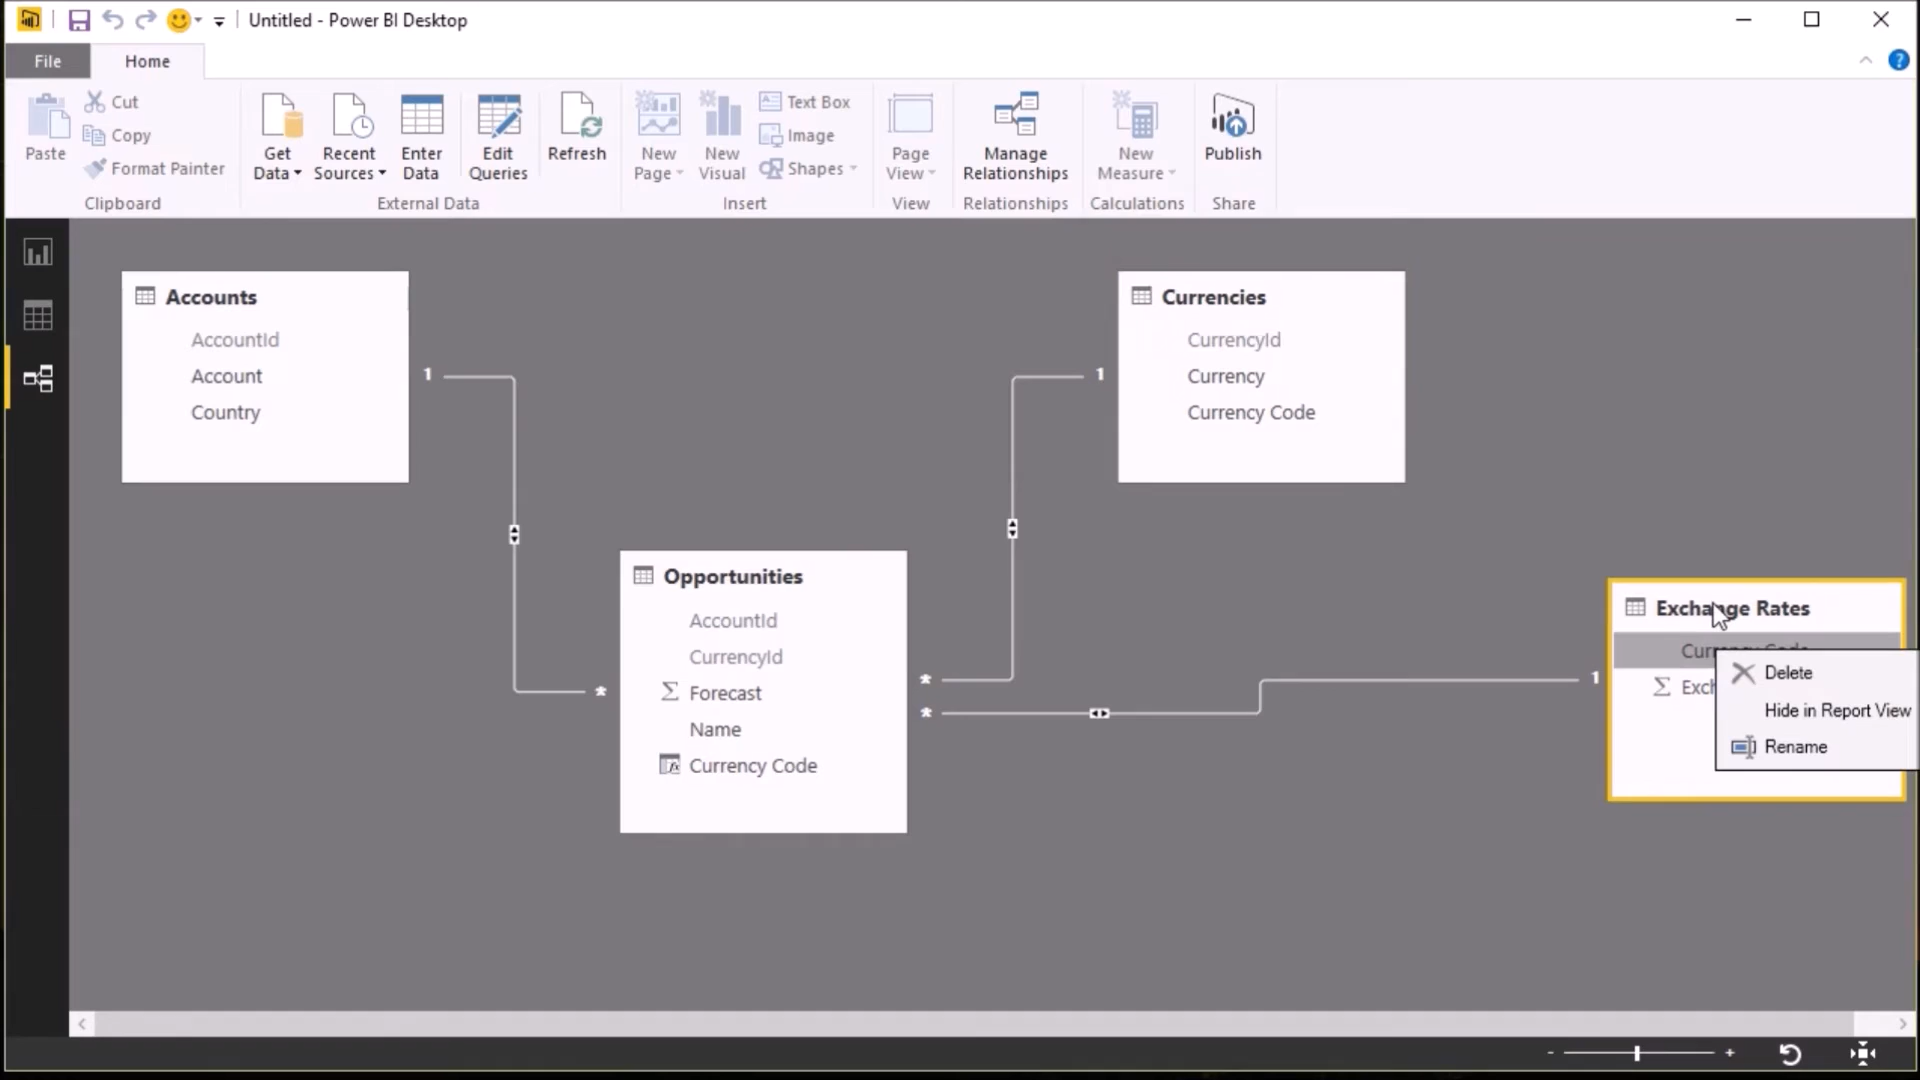 Untitled - Power BI Desktop
File
Home
Paste
Cut
Copy
Format Painter
Clipboard
Get Data
Recent Sources
Enter Data
Edit Queries
Refresh
External Data
New Page
New Visual
Text Box
Image
Shapes
Insert
Page View
View
Manage Relationships
Relationships
New Measure
Calculations
Publish
Share
?
Accounts
AccountId
Account
Country
1
*
Currencies
CurrencyId
Currency
Currency Code
1
*
Opportunities
AccountId
CurrencyId
Σ Forecast
Name
Currency Code
*
1
Exchange Rates
Σ Exch
Delete
Hide in Report View
Rename
- +